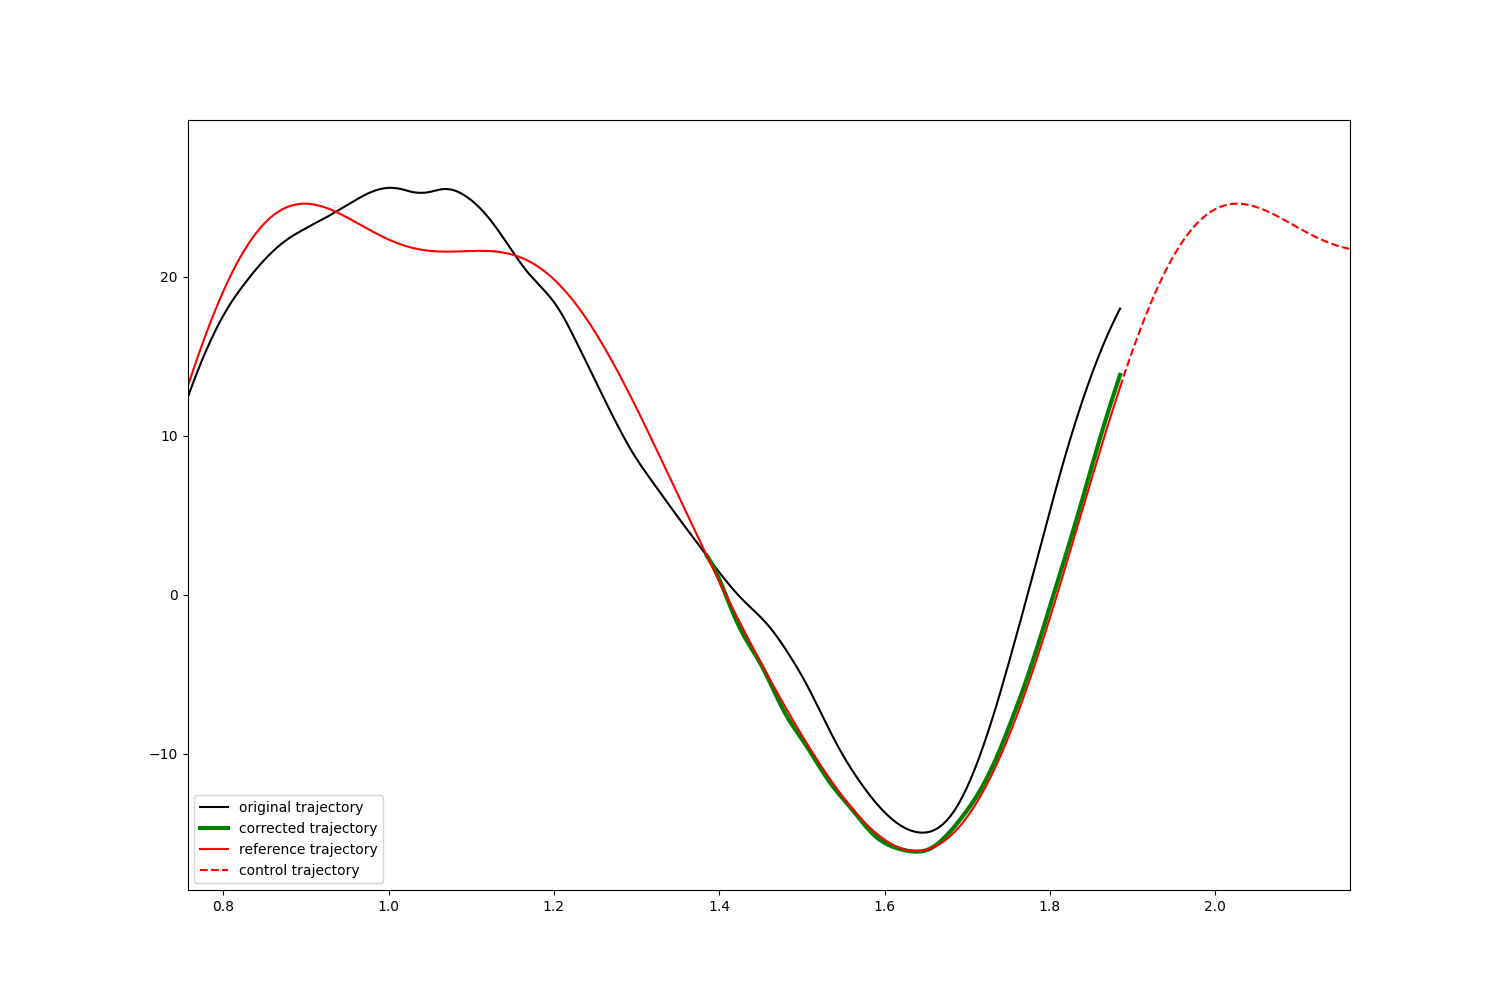 20
10
0
−10
original trajectory
corrected trajectory
reference trajectory
control trajectory
0.8 1.0 1.2 1.4 1.6 1.8 2.0